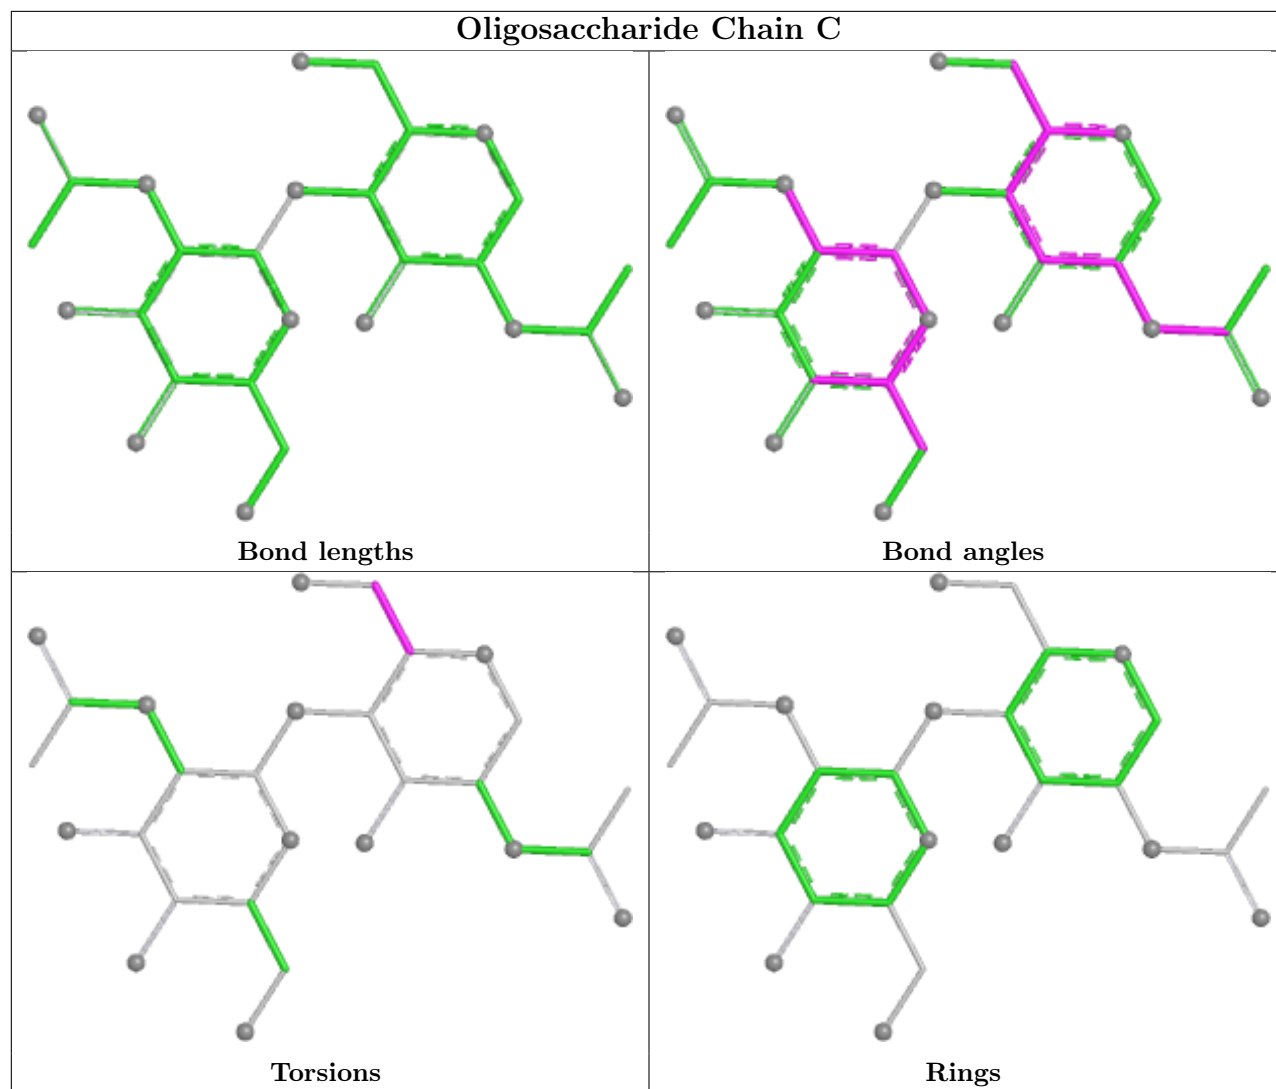 Oligosaccharide Chain C
Bond lengths
Bond angles
Torsions
Rings